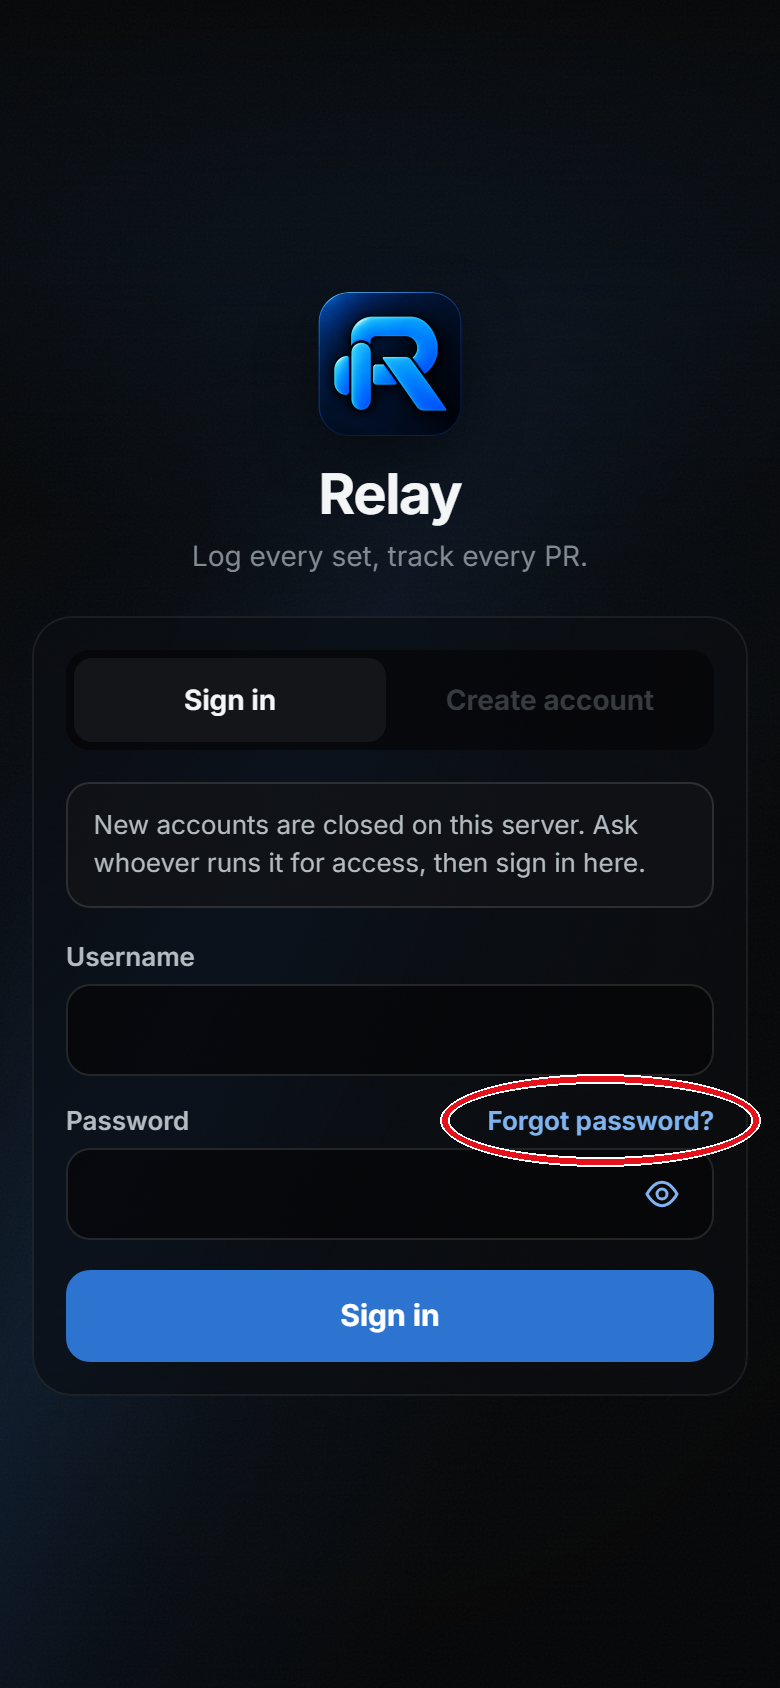 Relay
Log every set, track every PR.
Sign in
Create account
New accounts are closed on this server. Ask
whoever runs it for access, then sign in here.
Username
Password
Forgot password?
Sign in